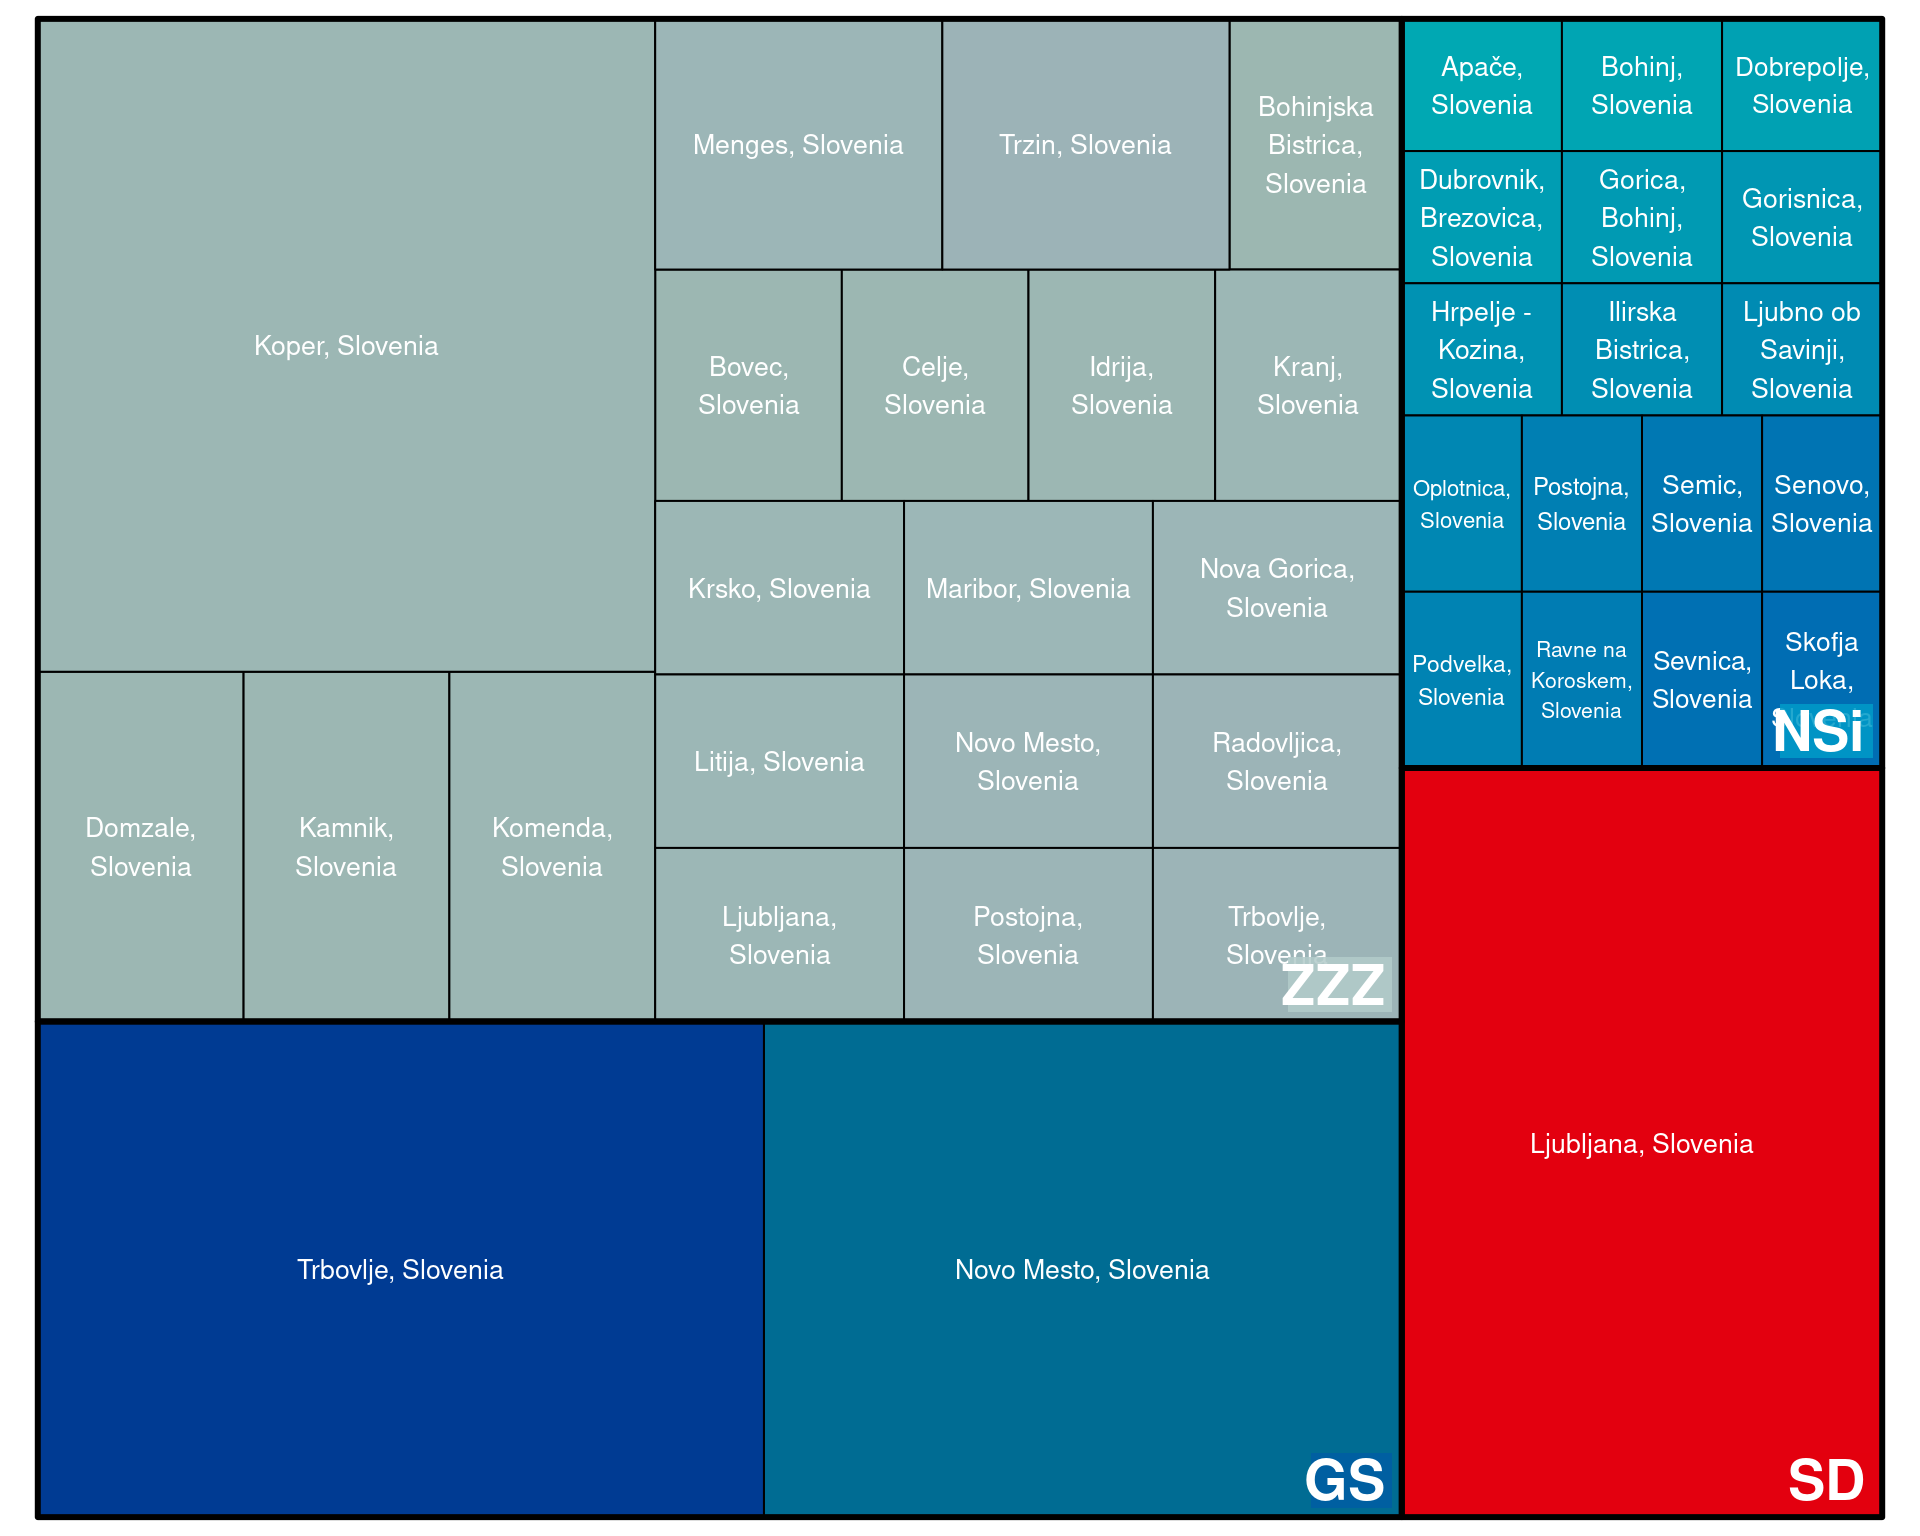 Koper, Slovenia
Menges, Slovenia
Trzin, Slovenia
Bohinjska
Bistrica,
Slovenia
Bovec,
Slovenia
Celje,
Slovenia
Idrija,
Slovenia
Kranj,
Slovenia
Krsko, Slovenia
Maribor, Slovenia
Nova Gorica,
Slovenia
Litija, Slovenia
Novo Mesto,
Slovenia
Radovljica,
Slovenia
Domzale,
Slovenia
Kamnik,
Slovenia
Komenda,
Slovenia
Ljubljana,
Slovenia
Postojna,
Slovenia
Trbovlje,
Slovenia
ZZZ
Trbovlje, Slovenia
Novo Mesto, Slovenia
GS
Apače,
Slovenia
Bohinj,
Slovenia
Dobrepolje,
Slovenia
Dubrovnik,
Brezovica,
Slovenia
Gorica,
Bohinj,
Slovenia
Gorisnica,
Slovenia
Hrpelje -
Kozina,
Slovenia
Ilirska
Bistrica,
Slovenia
Ljubno ob
Savinji,
Slovenia
Oplotnica,
Slovenia
Postojna,
Slovenia
Semic,
Slovenia
Senovo,
Slovenia
Podvelka,
Slovenia
Ravne na
Koroskem,
Slovenia
Sevnica,
Slovenia
Skofja
Loka,
Slovenia
NSi
Ljubljana, Slovenia
SD